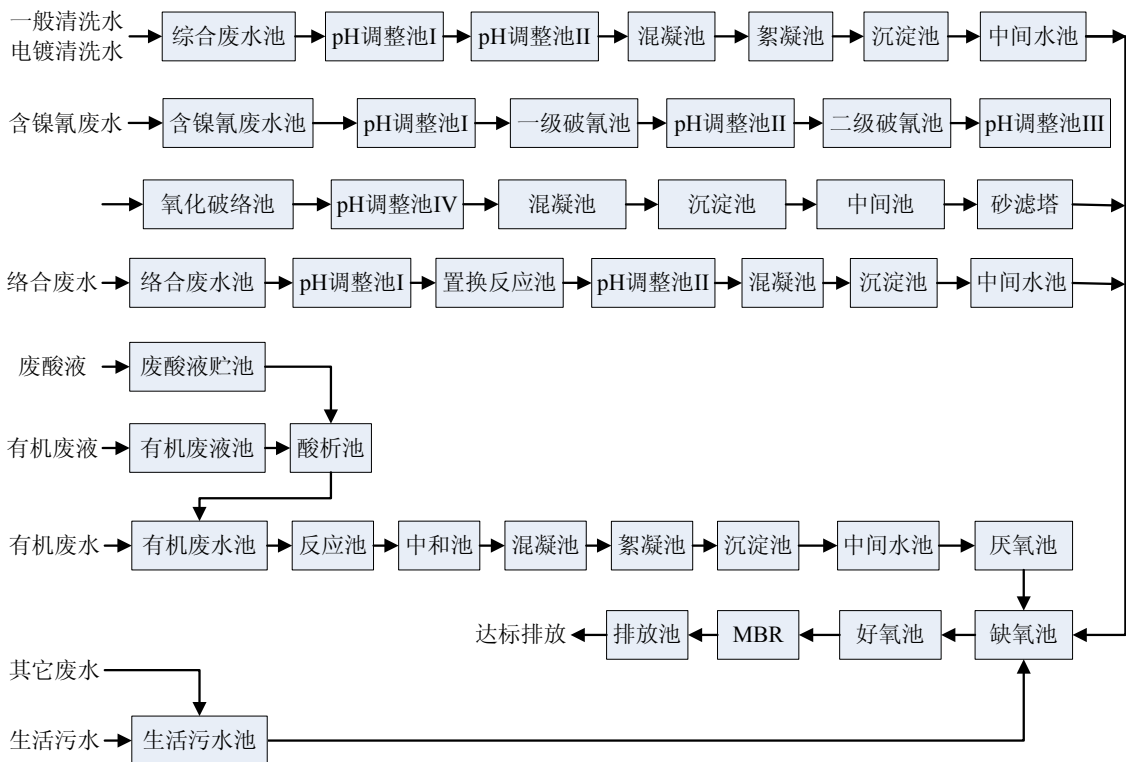 一般清洗水
电镀清洗水
综合废水池
pH调整池I
pH调整池II
混凝池
絮凝池
沉淀池
中间水池
含镍氰废水
含镍氰废水池
pH调整池I
一级破氰池
pH调整池II
二级破氰池
pH调整池III
氧化破络池
pH调整池IV
混凝池
沉淀池
中间池
砂滤塔
络合废水
络合废水池
pH调整池I
置换反应池
pH调整池II
混凝池
沉淀池
中间水池
废酸液
废酸液贮池
有机废液
有机废液池
酸析池
有机废水
有机废水池
反应池
中和池
混凝池
絮凝池
沉淀池
中间水池
厌氧池
达标排放
排放池
MBR
好氧池
缺氧池
其它废水
生活污水
生活污水池